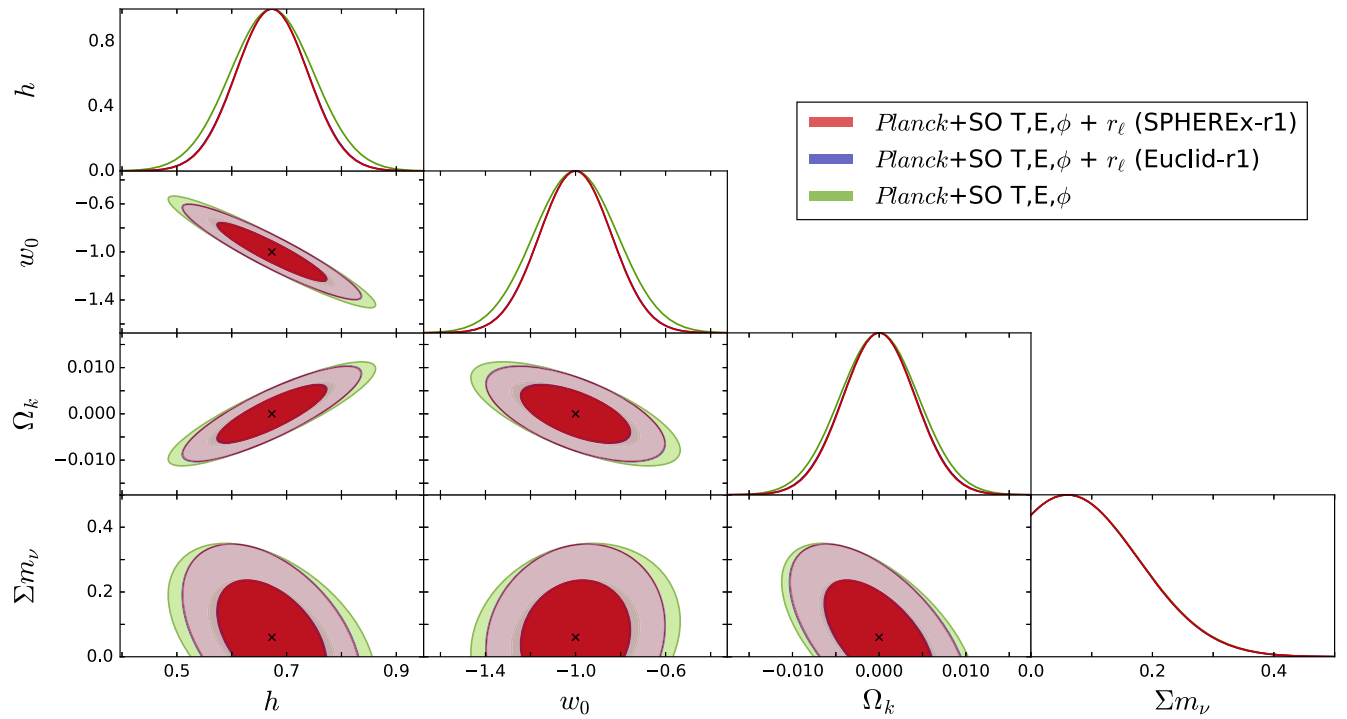 0.8
0.4
0.0
h
Planck+SO T,E,ϕ + r_ℓ (SPHEREx-r1)
Planck+SO T,E,ϕ + r_ℓ (Euclid-r1)
Planck+SO T,E,ϕ
−0.6
−1.0
−1.4
w_0
0.010
0.000
−0.010
Ω_k
0.4
0.2
0.0
Σm_ν
0.5 0.7 0.9
−1.4 −1.0 −0.6
−0.010 0.000 0.010
0.0 0.2 0.4
h w_0 Ω_k Σm_ν